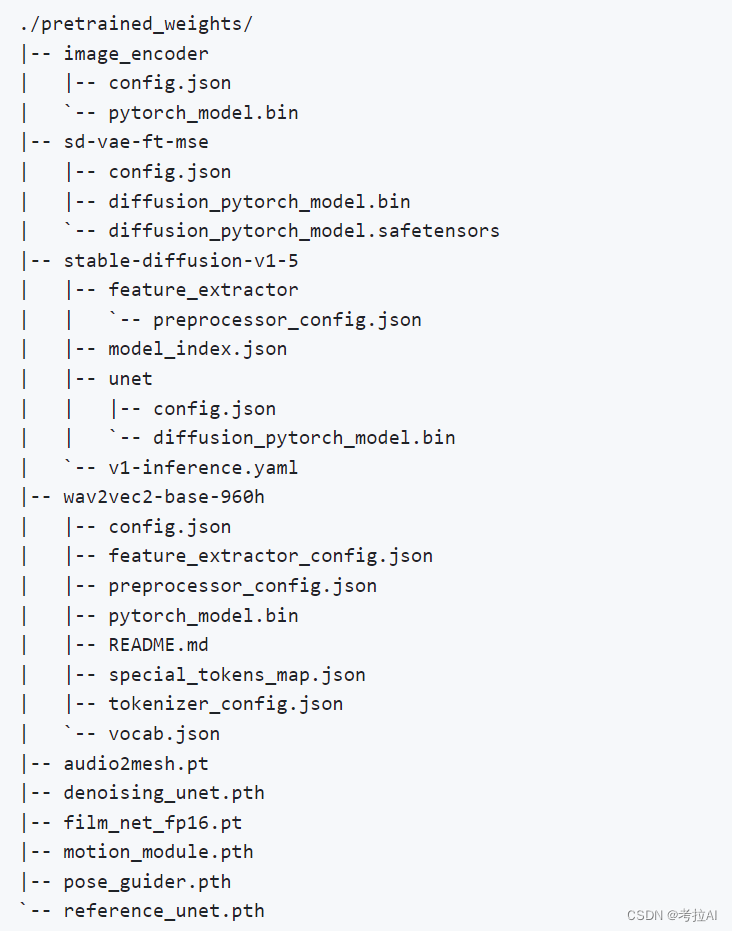 ./pretrained_weights/
|-- image_encoder
|   |-- config.json
|   `-- pytorch_model.bin
|-- sd-vae-ft-mse
|   |-- config.json
|   |-- diffusion_pytorch_model.bin
|   `-- diffusion_pytorch_model.safetensors
|-- stable-diffusion-v1-5
|   |-- feature_extractor
|   |   `-- preprocessor_config.json
|   |-- model_index.json
|   |-- unet
|   |   |-- config.json
|   |   `-- diffusion_pytorch_model.bin
|   `-- v1-inference.yaml
|-- wav2vec2-base-960h
|   |-- config.json
|   |-- feature_extractor_config.json
|   |-- preprocessor_config.json
|   |-- pytorch_model.bin
|   |-- README.md
|   |-- special_tokens_map.json
|   |-- tokenizer_config.json
|   `-- vocab.json
|-- audio2mesh.pt
|-- denoising_unet.pth
|-- film_net_fp16.pt
|-- motion_module.pth
|-- pose_guider.pth
`-- reference_unet.pth
CSDN @考拉AI